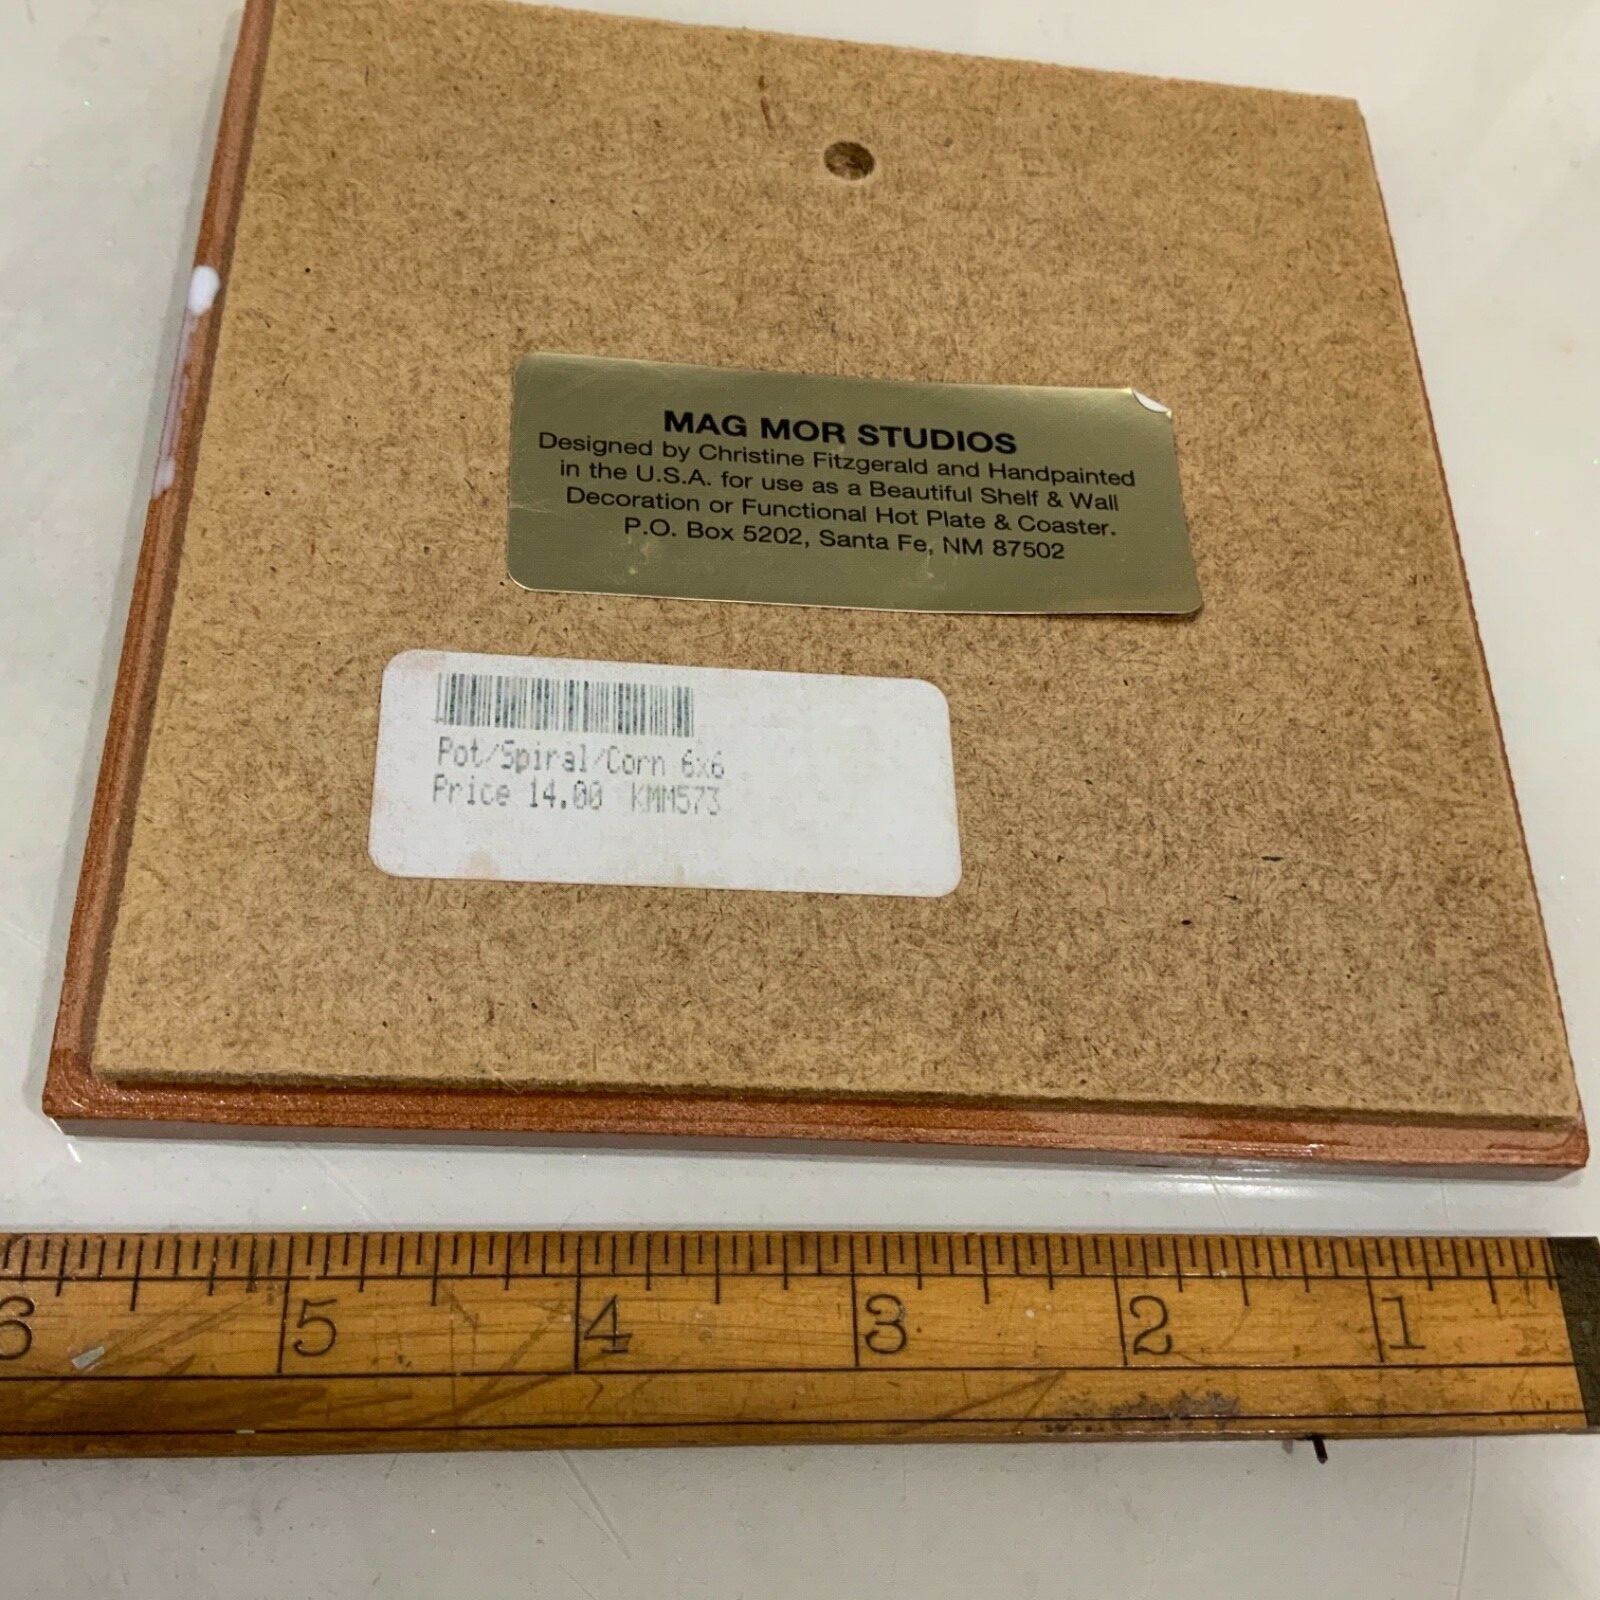 MAG MOR STUDIOS
Designed by Christine Fitzgerald and Handpainted
in the U.S.A. for use as a Beautiful Shelf & Wall
Decoration or Functional Hot Plate & Coaster.
P.O. Box 5202, Santa Fe, NM 87502
Pot/Spiral/Corn 6x6
Price 14.00 KMM573
6 5 4 3 2 1